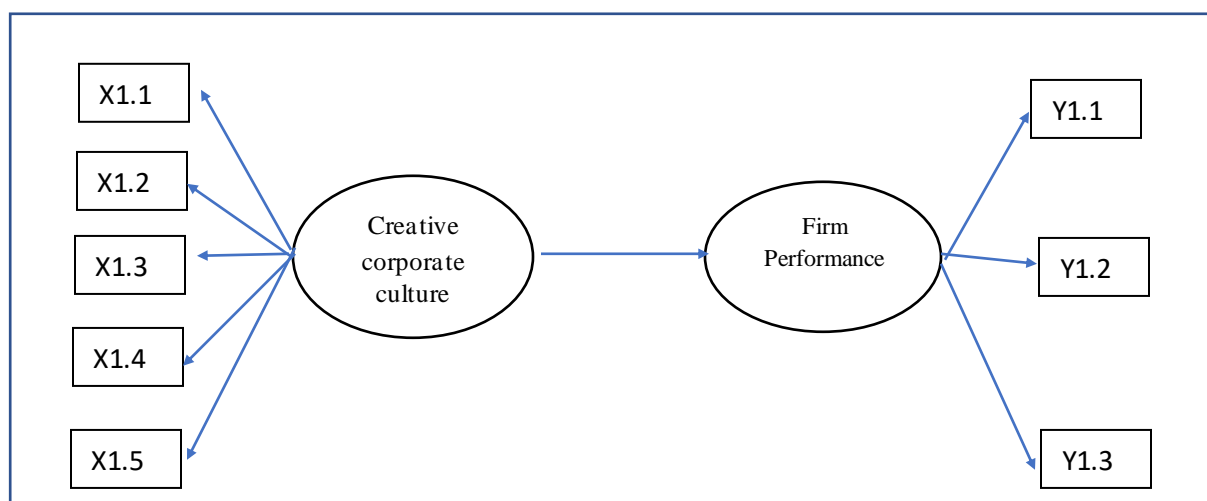 X1.1
X1.2
X1.3
X1.4
X1.5
Creative
corporate
culture
Firm
Performance
Y1.1
Y1.2
Y1.3